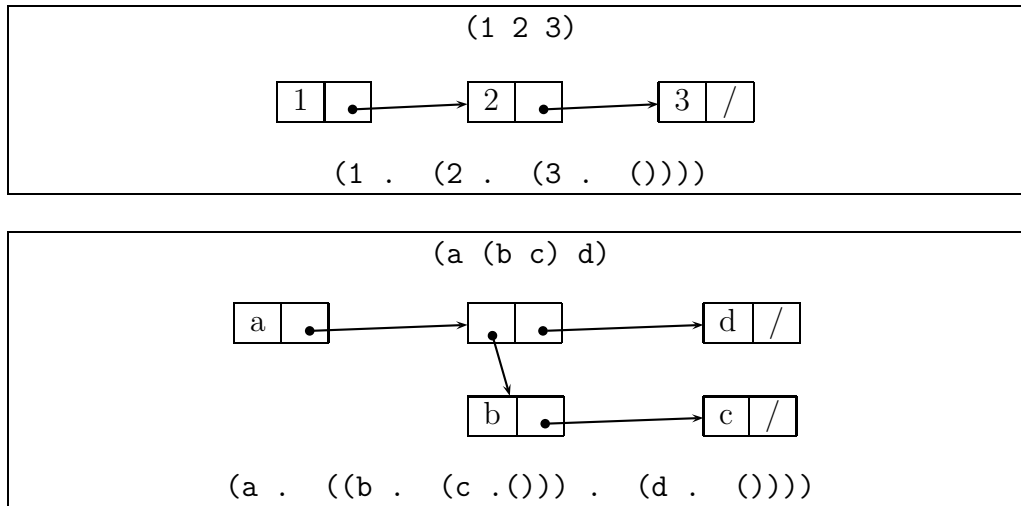 (1 2 3)
1 2 3 /
(1 . (2 . (3 . ())))
(a (b c) d)
a d /
b c /
(a . ((b . (c .())) . (d . ())))